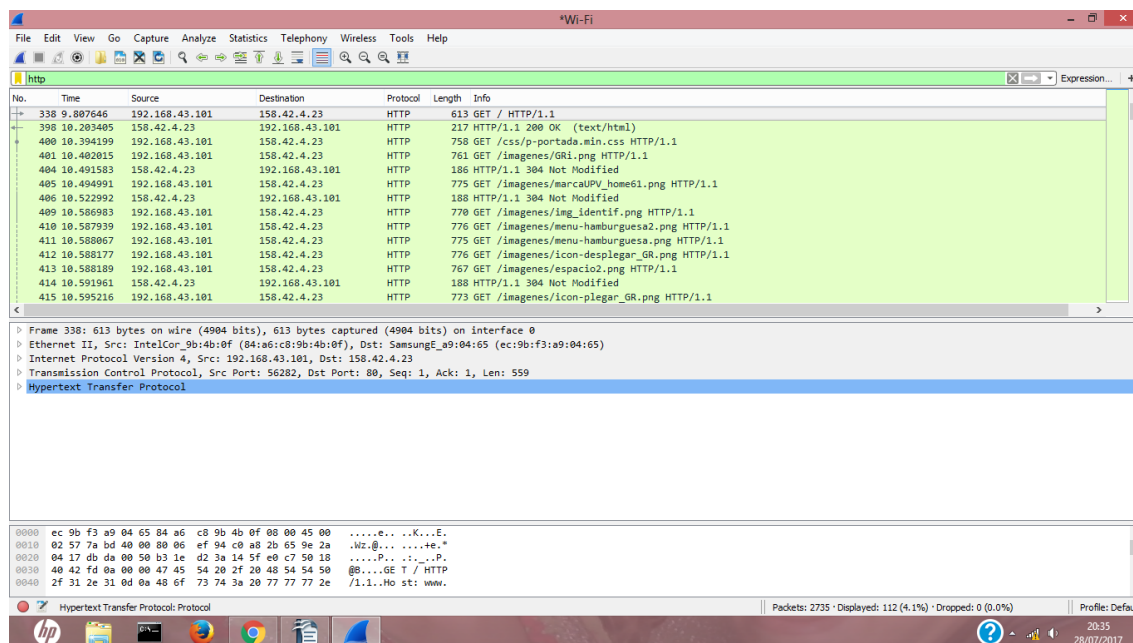 *Wi-Fi
File Edit View Go Capture Analyze Statistics Telephony Wireless Tools Help
http Expression... +
No. Time Source Destination Protocol Length Info
338 9.807646 192.168.43.101 158.42.4.23 HTTP 613 GET / HTTP/1.1
398 10.203405 158.42.4.23 192.168.43.101 HTTP 217 HTTP/1.1 200 OK (text/html)
400 10.394199 192.168.43.101 158.42.4.23 HTTP 758 GET /css/p-portada.min.css HTTP/1.1
401 10.402015 192.168.43.101 158.42.4.23 HTTP 761 GET /imagenes/GRi.png HTTP/1.1
404 10.491583 158.42.4.23 192.168.43.101 HTTP 186 HTTP/1.1 304 Not Modified
405 10.494991 192.168.43.101 158.42.4.23 HTTP 775 GET /imagenes/marcaUPV_home61.png HTTP/1.1
406 10.522992 158.42.4.23 192.168.43.101 HTTP 188 HTTP/1.1 304 Not Modified
409 10.586983 192.168.43.101 158.42.4.23 HTTP 770 GET /imagenes/img_identif.png HTTP/1.1
410 10.587939 192.168.43.101 158.42.4.23 HTTP 776 GET /imagenes/menu-hamburguesa2.png HTTP/1.1
411 10.588067 192.168.43.101 158.42.4.23 HTTP 775 GET /imagenes/menu-hamburguesa.png HTTP/1.1
412 10.588177 192.168.43.101 158.42.4.23 HTTP 776 GET /imagenes/icon-desplegar_GR.png HTTP/1.1
413 10.588189 192.168.43.101 158.42.4.23 HTTP 767 GET /imagenes/espacio2.png HTTP/1.1
414 10.591961 158.42.4.23 192.168.43.101 HTTP 188 HTTP/1.1 304 Not Modified
415 10.595216 192.168.43.101 158.42.4.23 HTTP 773 GET /imagenes/icon-plegar_GR.png HTTP/1.1
Frame 338: 613 bytes on wire (4904 bits), 613 bytes captured (4904 bits) on interface 0
Ethernet II, Src: IntelCor_9b:4b:0f (84:a6:c8:9b:4b:0f), Dst: SamsungE_a9:04:65 (ec:9b:f3:a9:04:65)
Internet Protocol Version 4, Src: 192.168.43.101, Dst: 158.42.4.23
Transmission Control Protocol, Src Port: 56282, Dst Port: 80, Seq: 1, Ack: 1, Len: 559
Hypertext Transfer Protocol
0000 ec 9b f3 a9 04 65 84 a6 c8 9b 4b 0f 08 00 45 00 .....e.. ..K...E.
0010 02 57 7a bd 40 00 80 06 ef 94 c0 a8 2b 65 9e 2a .Wz.@... ....+e.*
0020 04 17 db da 00 50 b3 1e d2 3a 14 5f e0 c7 50 18 .....P.. .:._..P.
0030 40 42 fd 0a 00 00 47 45 54 20 2f 20 48 54 54 50 @B....GE T / HTTP
0040 2f 31 2e 31 0d 0a 48 6f 73 74 3a 20 77 77 77 2e /1.1..Ho st: www.
Hypertext Transfer Protocol: Protocol Packets: 2735 · Displayed: 112 (4.1%) · Dropped: 0 (0.0%) Profile: Defau
hp 20:35
28/07/2017